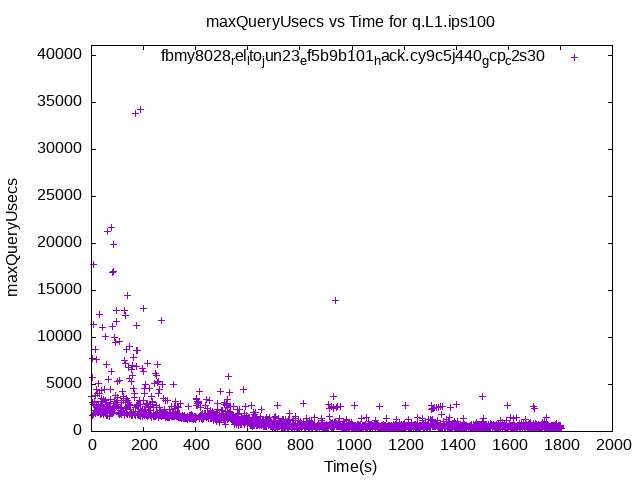 maxQueryUsecs vs Time for q.L1.ips100
fbmy8028relltojun23ef5b9b101hack.cy9c5j440gcpc2s30
maxQueryUsecs
40000
35000
30000
25000
20000
15000
10000
5000
0
0 200 400 600 800 1000 1200 1400 1600 1800 2000
Time(s)